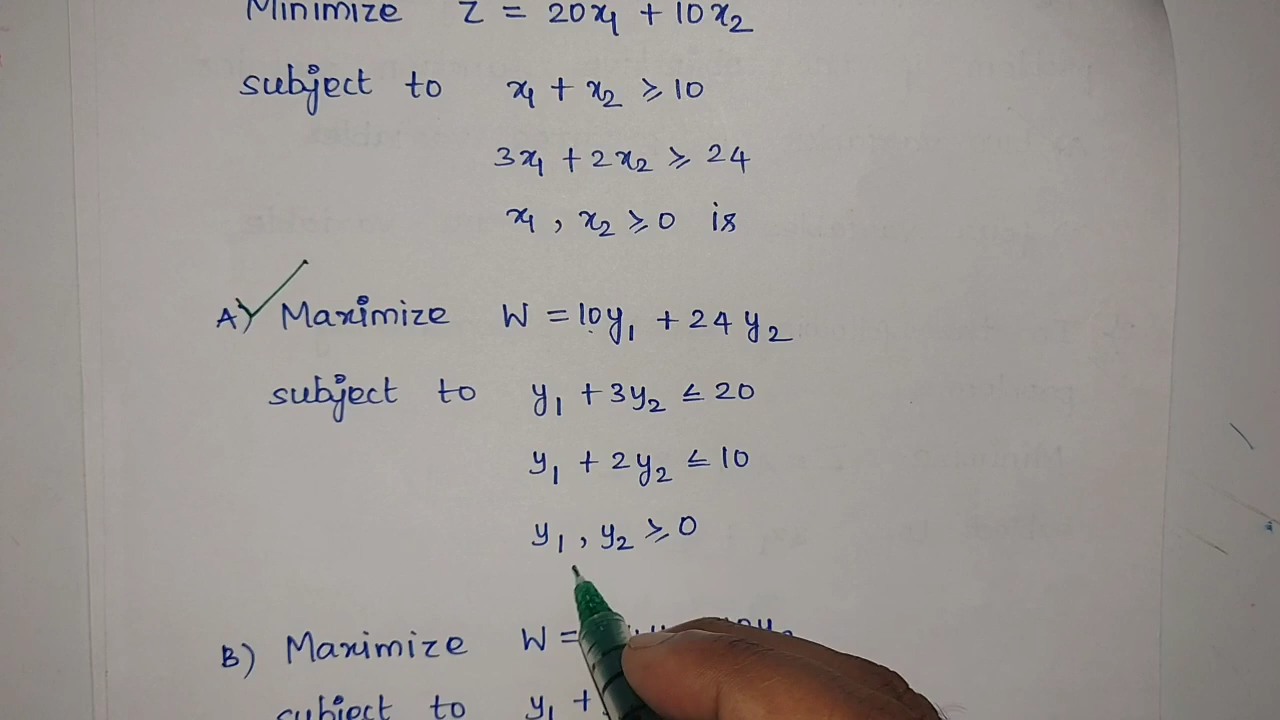 Minimize Z = 20x₁ + 10x₂
subject to x₁ + x₂ ⩾ 10
3x₁ + 2x₂ ⩾ 24
x₁ , x₂ ⩾ 0 is
A) Maximize W = 10y₁ + 24y₂
subject to y₁ + 3y₂ ≤ 20
y₁ + 2y₂ ≤ 10
y₁ , y₂ ⩾ 0
B) Maximize W =
subject to y₁ +